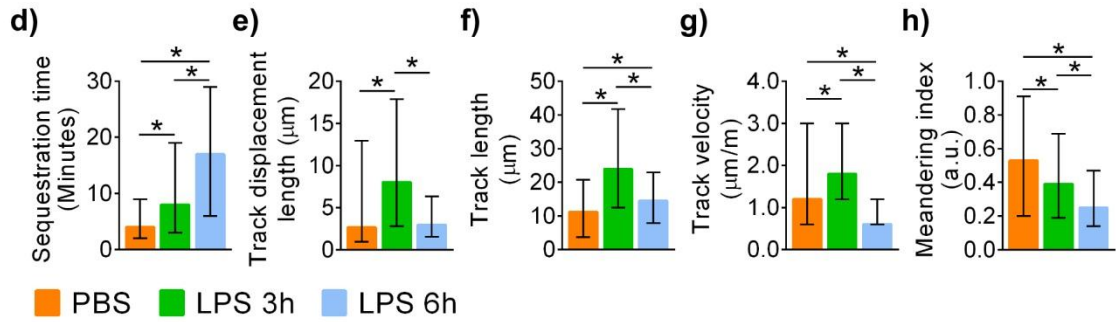 d)
Sequestration time
(Minutes)
30
20
10
0
*
*
*
e)
Track displacement
length (μm)
20
15
10
5
0
*
*
f)
Track length
(μm)
50
40
30
20
10
0
*
*
*
g)
Track velocity
(μm/m)
4.0
3.0
2.0
1.0
0.0
*
*
*
h)
Meandering index
(a.u.)
1.0
0.8
0.6
0.4
0.2
0.0
*
*
*
PBS LPS 3h LPS 6h